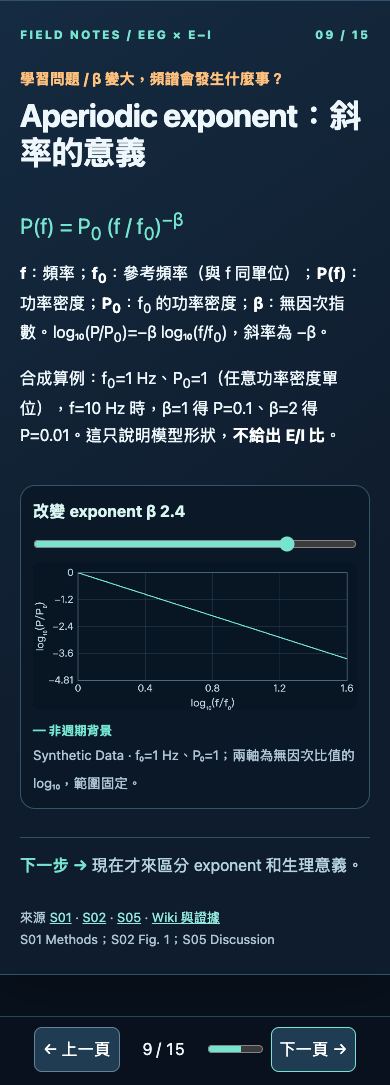 FIELD NOTES / EEG × E–I
09 / 15
學習問題 / β 變大，頻譜會發生什麼事？
Aperiodic exponent：斜
率的意義
P(f) = P₀ (f / f₀)^−β
f：頻率；f₀：參考頻率（與 f 同單位）；P(f)：
功率密度；P₀：f₀ 的功率密度；β：無因次指
數。log₁₀(P/P₀)=−β log₁₀(f/f₀)，斜率為 −β。
合成算例：f₀=1 Hz、P₀=1（任意功率密度單
位），f=10 Hz 時，β=1 得 P=0.1、β=2 得
P=0.01。這只說明模型形狀，不給出 E/I 比。
改變 exponent β 2.4
log₁₀(P/P₀)
0
−1.2
−2.4
−3.6
−4.81
0
0.4
0.8
1.2
1.6
log₁₀(f/f₀)
— 非週期背景
Synthetic Data · f₀=1 Hz、P₀=1；兩軸為無因次比值的
log₁₀，範圍固定。
下一步 → 現在才來區分 exponent 和生理意義。
來源 S01 · S02 · S05 · Wiki 與證據
S01 Methods；S02 Fig. 1；S05 Discussion
← 上一頁
9 / 15
下一頁 →